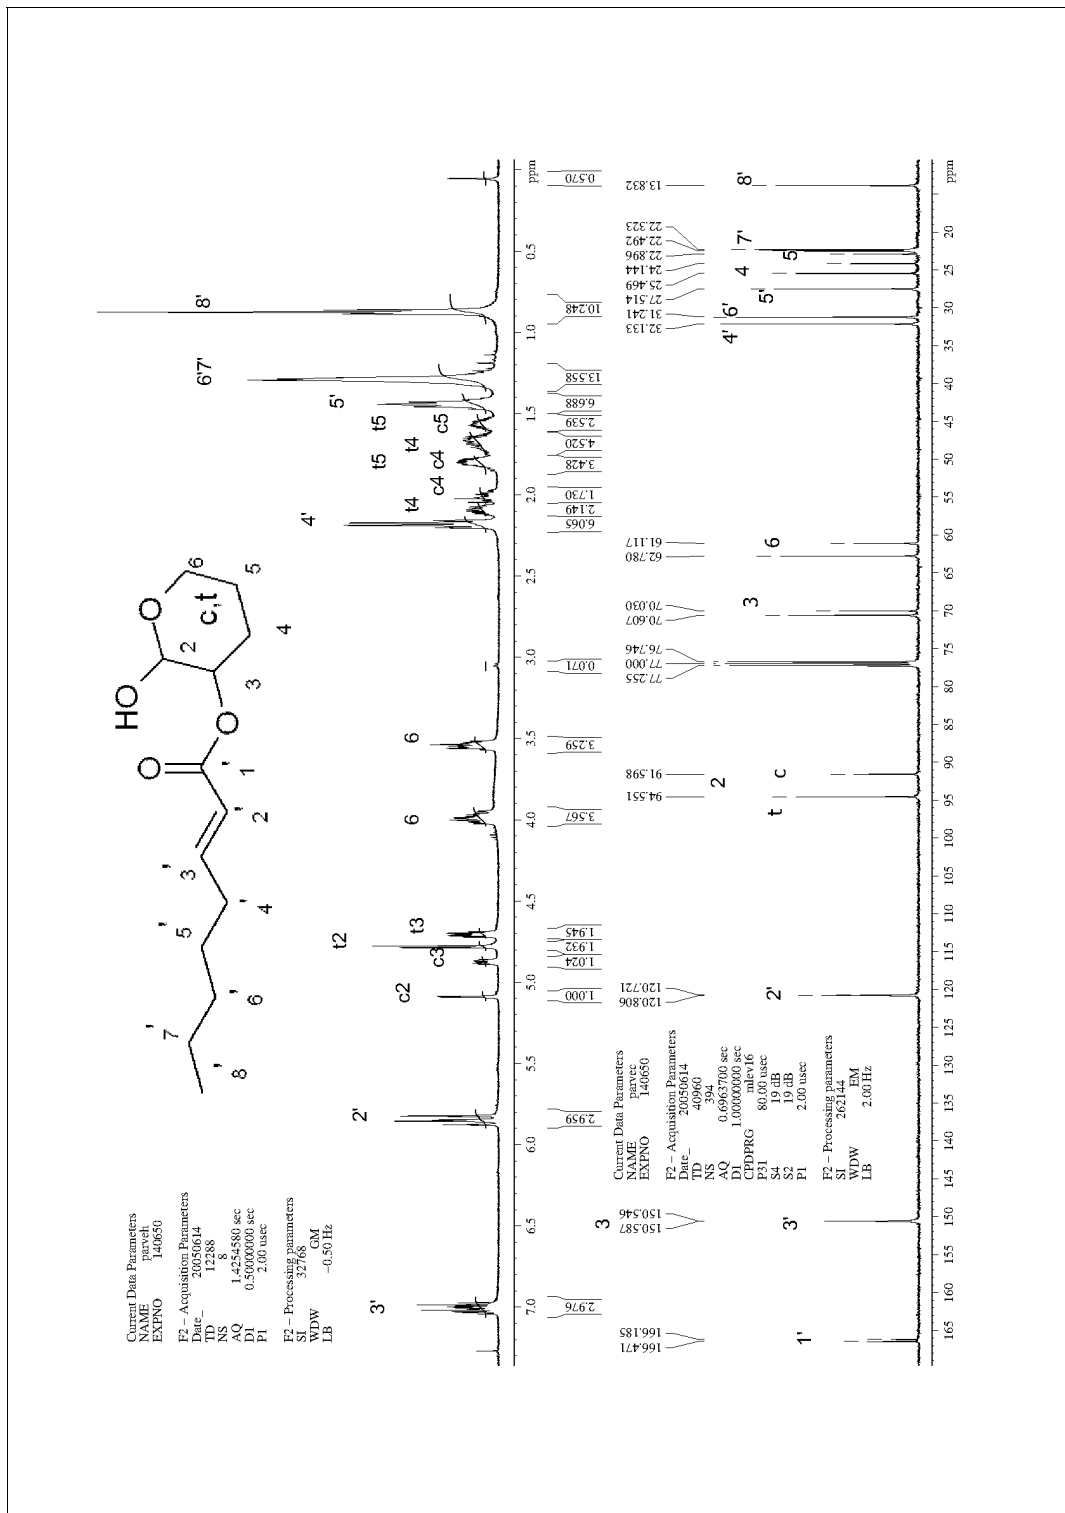 Current Data Parameters
NAME parveh
EXPNO 140650
F2 – Acquisition Parameters
Date_ 20050614
TD 12288
NS 8
AQ 1.4254580 sec
D1 0.50000000 sec
P1 2.00 usec
F2 – Processing parameters
SI 32768
WDW GM
LB –0.50 Hz
HO
O
O
O
c,t
1'
2'
3'
4'
5'
6'
7'
8'
2
3
4
5
6
3'
2'
c2
t2
c3
t3
6
6
4'
t4
c4
c4
t5
t4
t5
c5
5'
6'7'
8'
7.0
6.5
6.0
5.5
5.0
4.5
4.0
3.5
3.0
2.5
2.0
1.5
1.0
0.5
ppm
2.976
2.959
1.000
1.024
1.932
1.945
3.567
3.259
0.071
6.065
2.149
1.730
3.428
4.520
2.539
6.688
13.558
10.248
0.570
Current Data Parameters
NAME parvec
EXPNO 140650
F2 – Acquisition Parameters
Date_ 20050614
TD 40960
NS 394
AQ 0.6963700 sec
D1 1.00000000 sec
CPDPRG mlev16
P31 80.00 usec
S4 19 dB
S2 19 dB
P1 2.00 usec
F2 – Processing parameters
SI 262144
WDW EM
LB 2.00 Hz
166.471
166.185
150.587
150.546
120.806
120.721
94.551
91.598
77.255
77.000
76.746
70.607
70.030
62.780
61.117
32.133
31.241
27.514
25.469
24.144
22.896
22.492
22.323
13.832
3
1'
3'
2'
2
t
c
3
6
4'
6'
5'
4
5
7'
8'
165
160
155
150
145
140
135
130
125
120
115
110
105
100
95
90
85
80
75
70
65
60
55
50
45
40
35
30
25
20
ppm